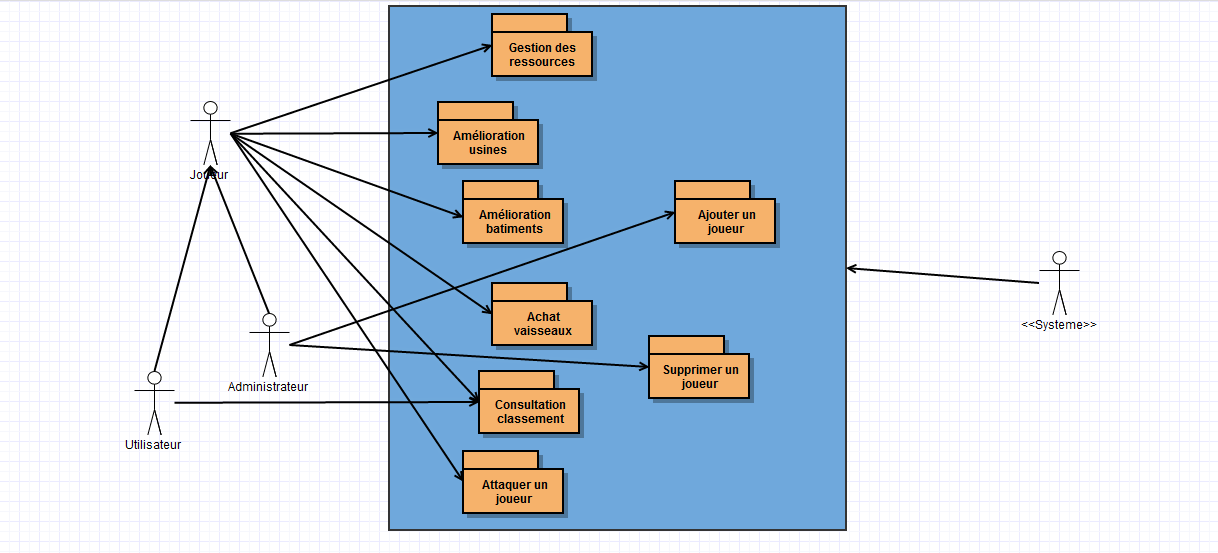 Gestion des
ressources
Amélioration
usines
Joueur
Amélioration
batiments
Ajouter un
joueur
Achat
vaisseaux
<<Systeme>>
Supprimer un
joueur
Administrateur
Consultation
classement
Utilisateur
Attaquer un
joueur